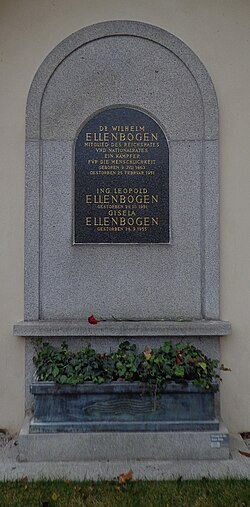 DR WILHELM
ELLENBOGEN
MITGLIED DES REICHSRATES
VND NATIONALRATES
EIN KÄMPFER
FÜR DIE MENSCHLICHKEIT
GEBOREN 9. JULI 1863
GESTORBEN 25. FEBRUAR 1951
ING. LEOPOLD
ELLENBOGEN
GESTORBEN
GISELA
ELLENBOGEN
GESTORBEN